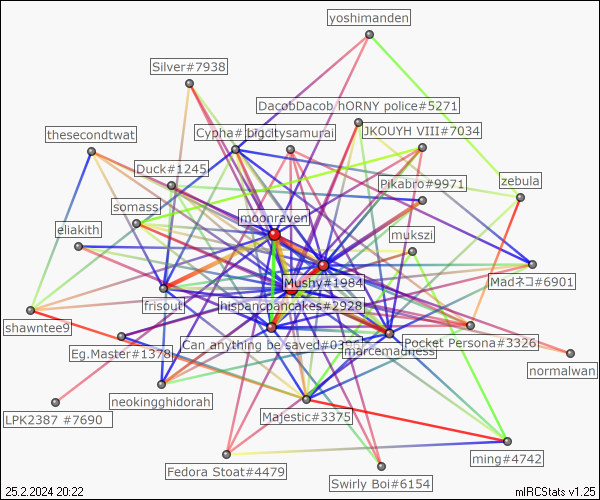 yoshimanden
Silver#7938
DacobDacob hORNY police#5271
thesecondtwat
Cypha#
bigcitysamurai
JKOUYH VIII#7034
Duck#1245
Pikabro#9971
zebula
somass
moonraven
eliakith
mukszi
Mushy#1984
Madネコ#6901
frisout
hispancpancakes#2928
shawntee9
Can anything be saved#0396
Pocket Persona#3326
Eg.Master#1378
marcemadness
normalwan
neokingghidorah
LPK2387 #7690
Majestic#3375
ming#4742
Fedora Stoat#4479
Swirly Boi#6154
25.2.2024 20:22
mIRCStats v1.25